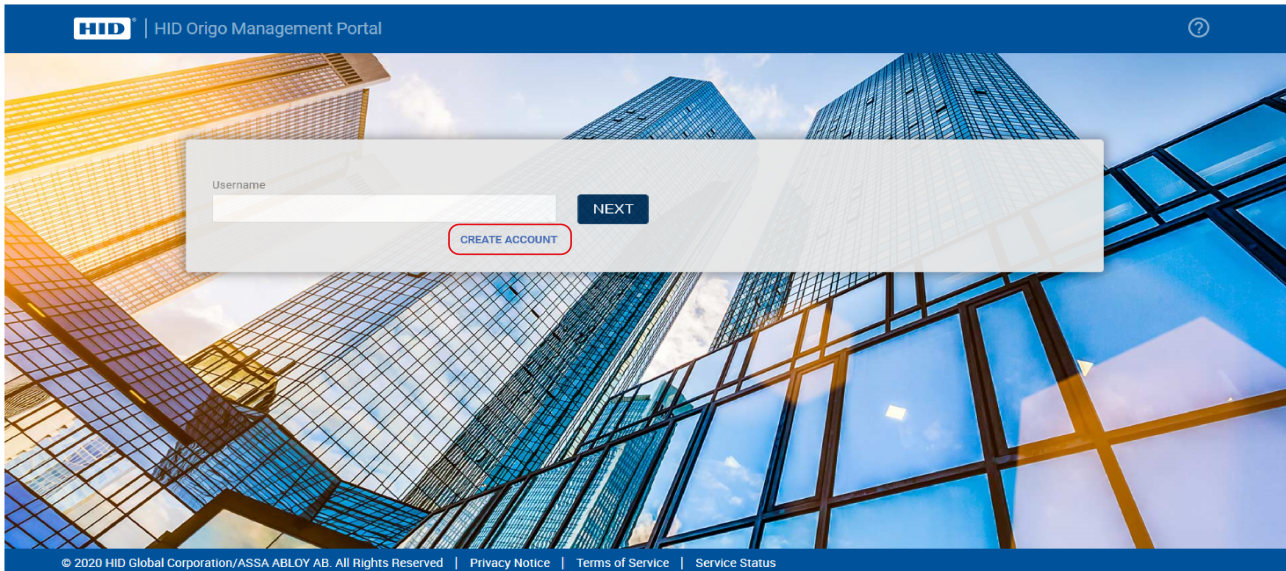 HID® | HID Origo Management Portal ?
Username
NEXT
CREATE ACCOUNT
© 2020 HID Global Corporation/ASSA ABLOY AB. All Rights Reserved | Privacy Notice | Terms of Service | Service Status